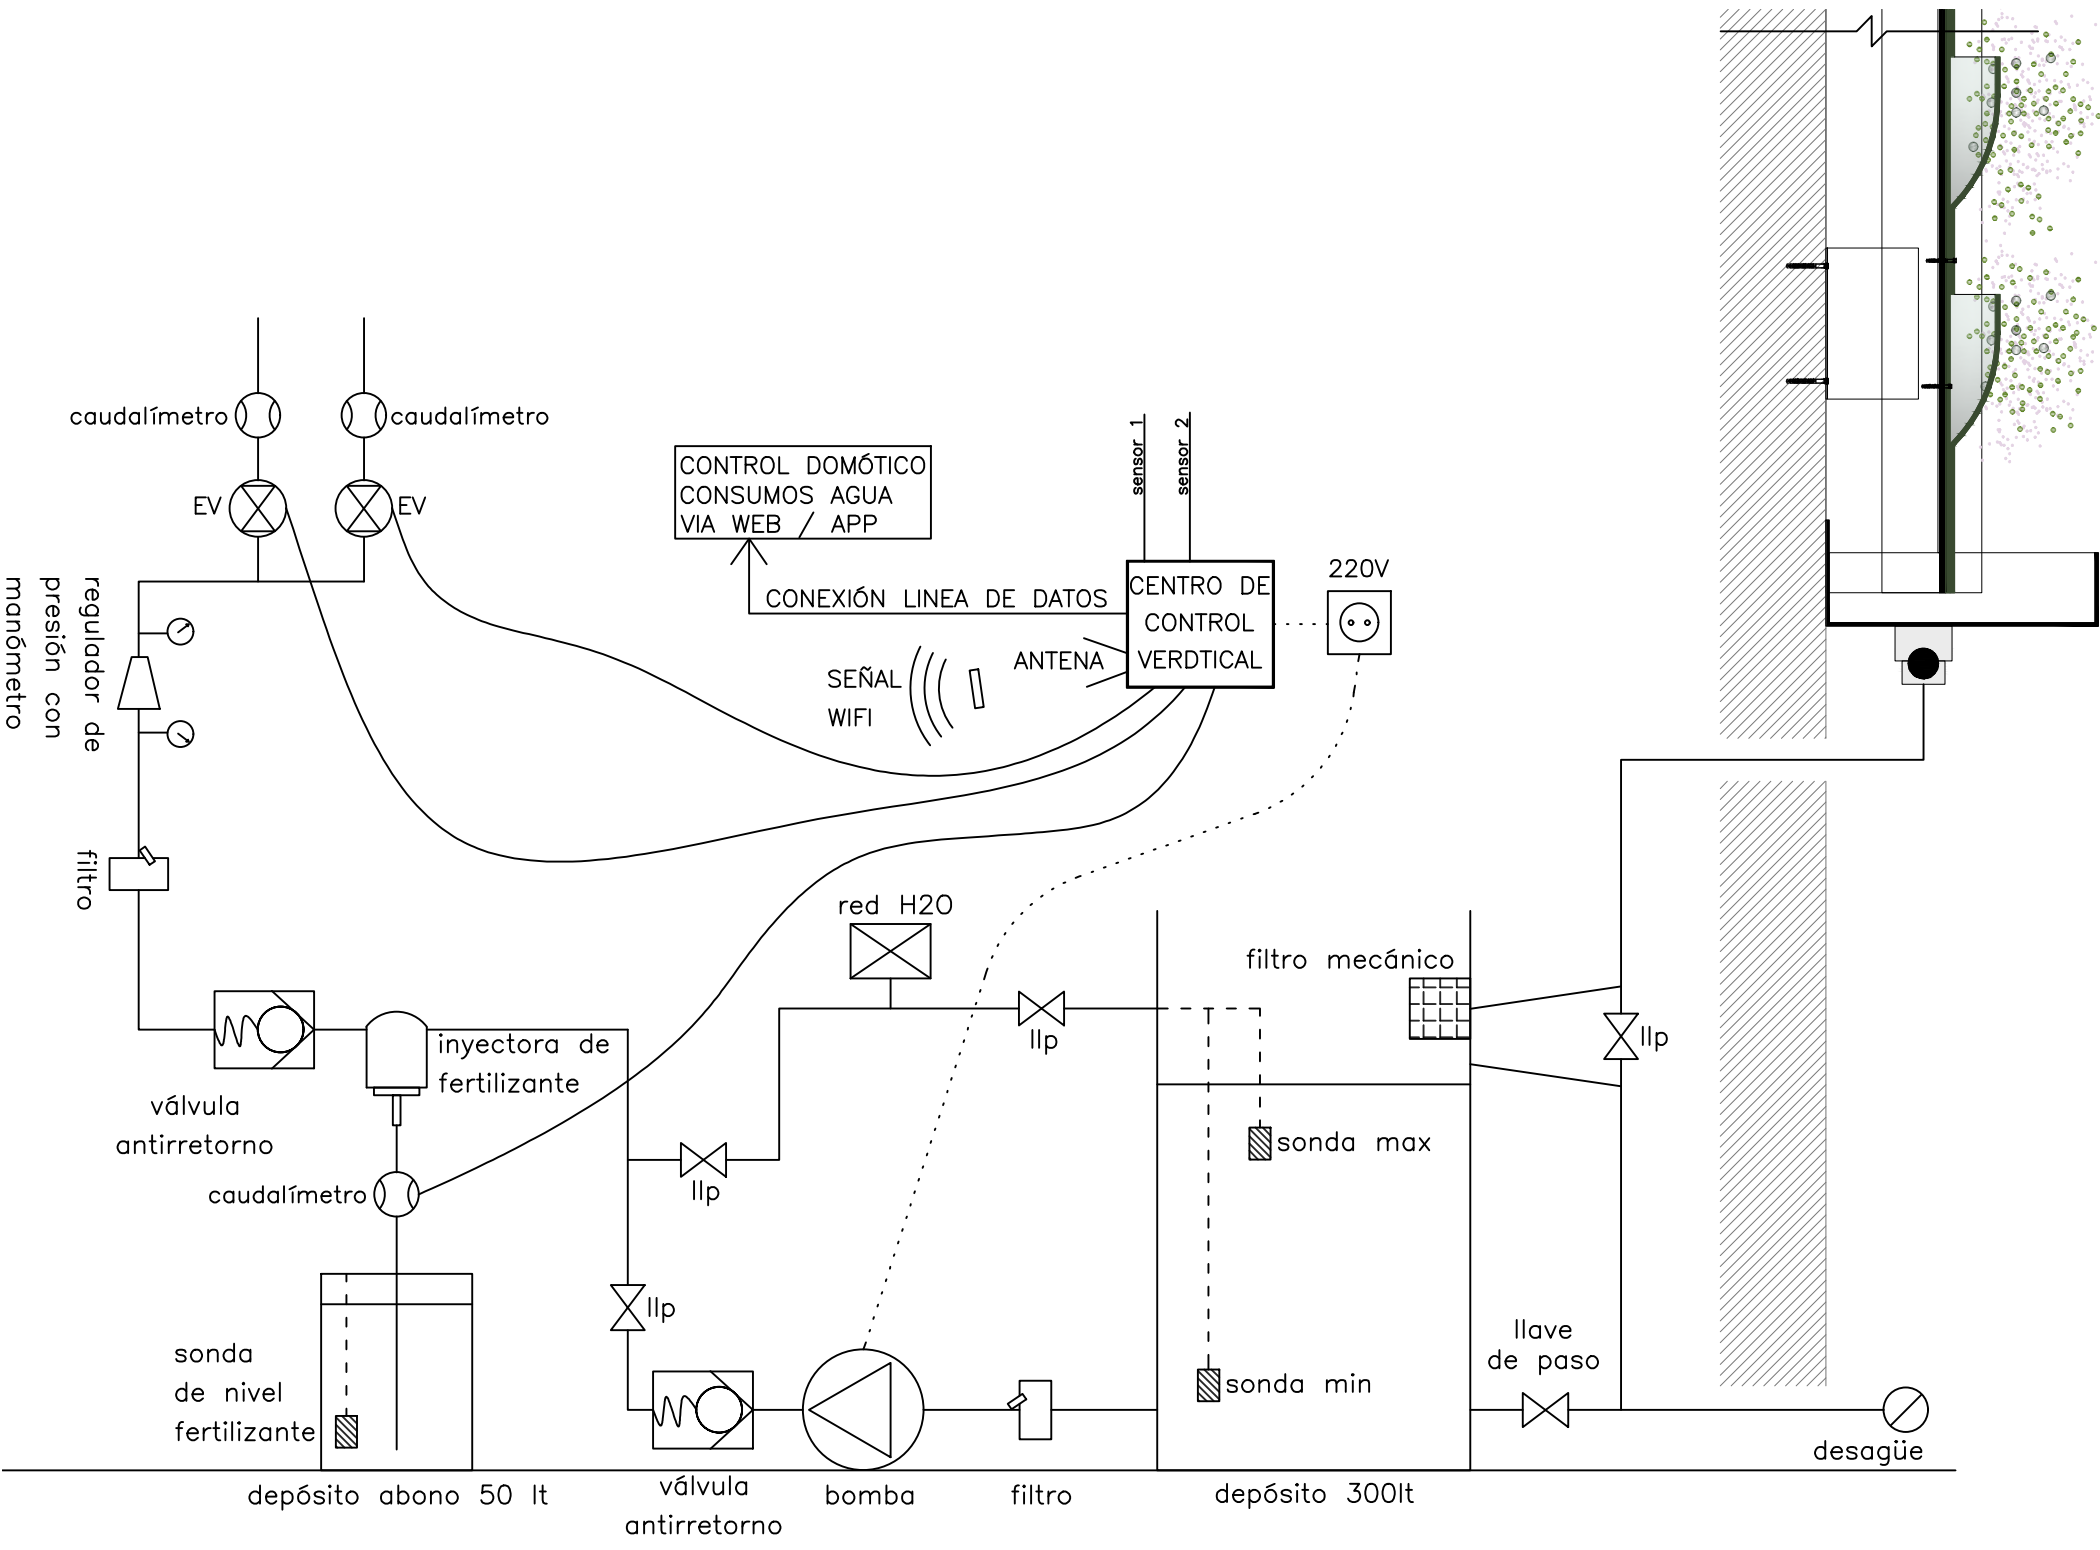 caudalímetro
caudalímetro
EV
EV
regulador de
presión con
manómetro
filtro
CONTROL DOMÓTICO
CONSUMOS AGUA
VIA WEB / APP
sensor 1
sensor 2
CONEXIÓN LINEA DE DATOS
CENTRO DE
CONTROL
VERDTICAL
220V
ANTENA
SEÑAL
WIFI
red H2O
filtro mecánico
llp
llp
inyectora de
fertilizante
válvula
antirretorno
caudalímetro
llp
sonda max
llp
sonda
de nivel
fertilizante
sonda min
llave
de paso
desagüe
depósito abono 50 lt
válvula
antirretorno
bomba
filtro
depósito 300lt